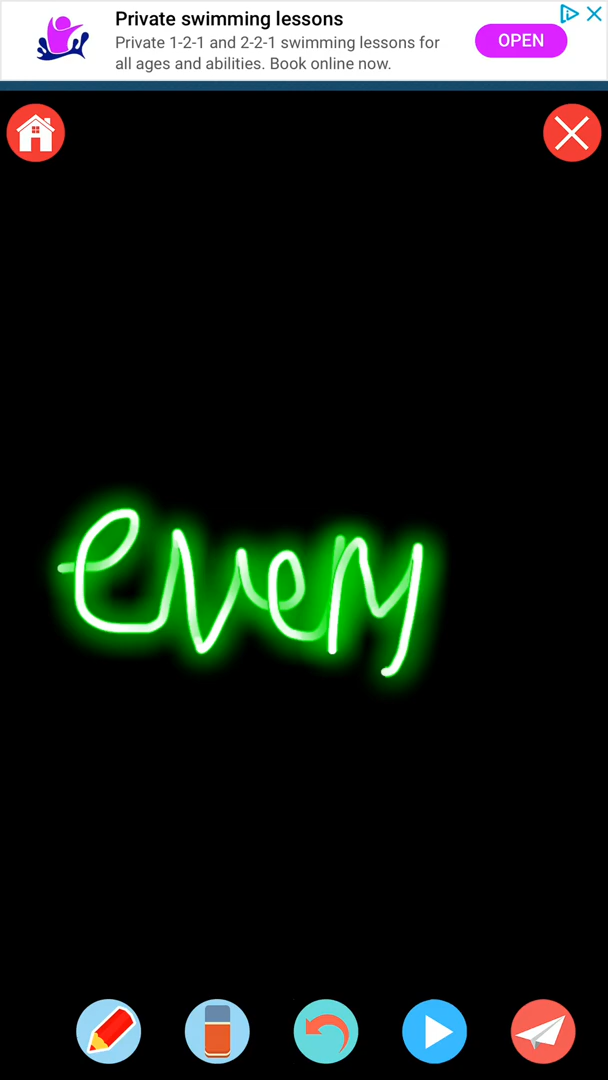 Private swimming lessons
Private 1-2-1 and 2-2-1 swimming lessons for
all ages and abilities. Book online now.
OPEN
every